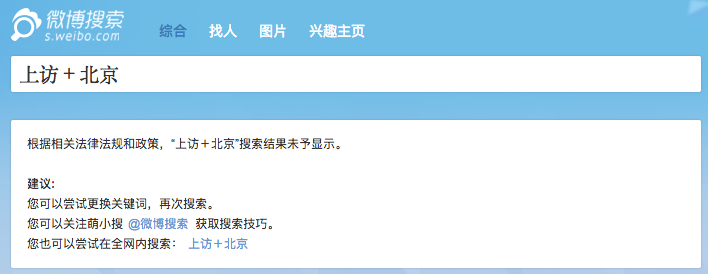 微博搜索
s.weibo.com
综合 找人 图片 兴趣主页
上访＋北京
根据相关法律法规和政策，“上访＋北京”搜索结果未予显示。
建议:
您可以尝试更换关键词，再次搜索。
您可以关注萌小搜 @微博搜索 获取搜索技巧。
您也可以尝试在全网内搜索： 上访＋北京